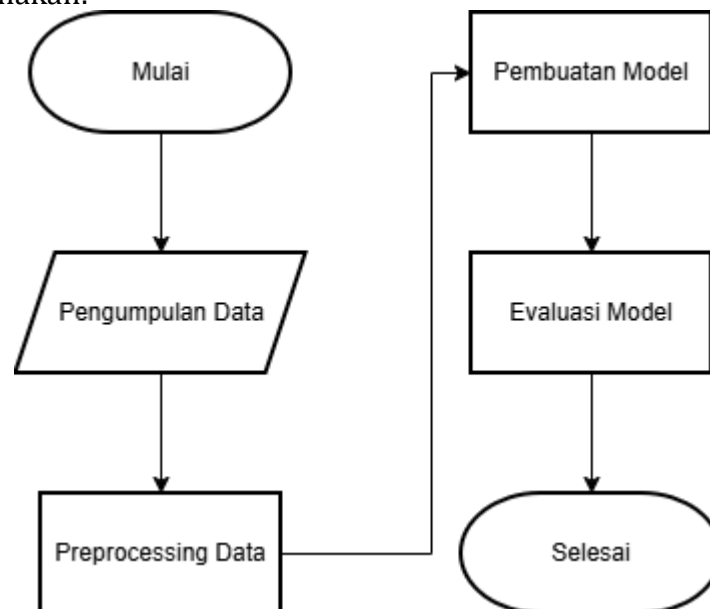 Mulai
Pengumpulan Data
Preprocessing Data
Pembuatan Model
Evaluasi Model
Selesai